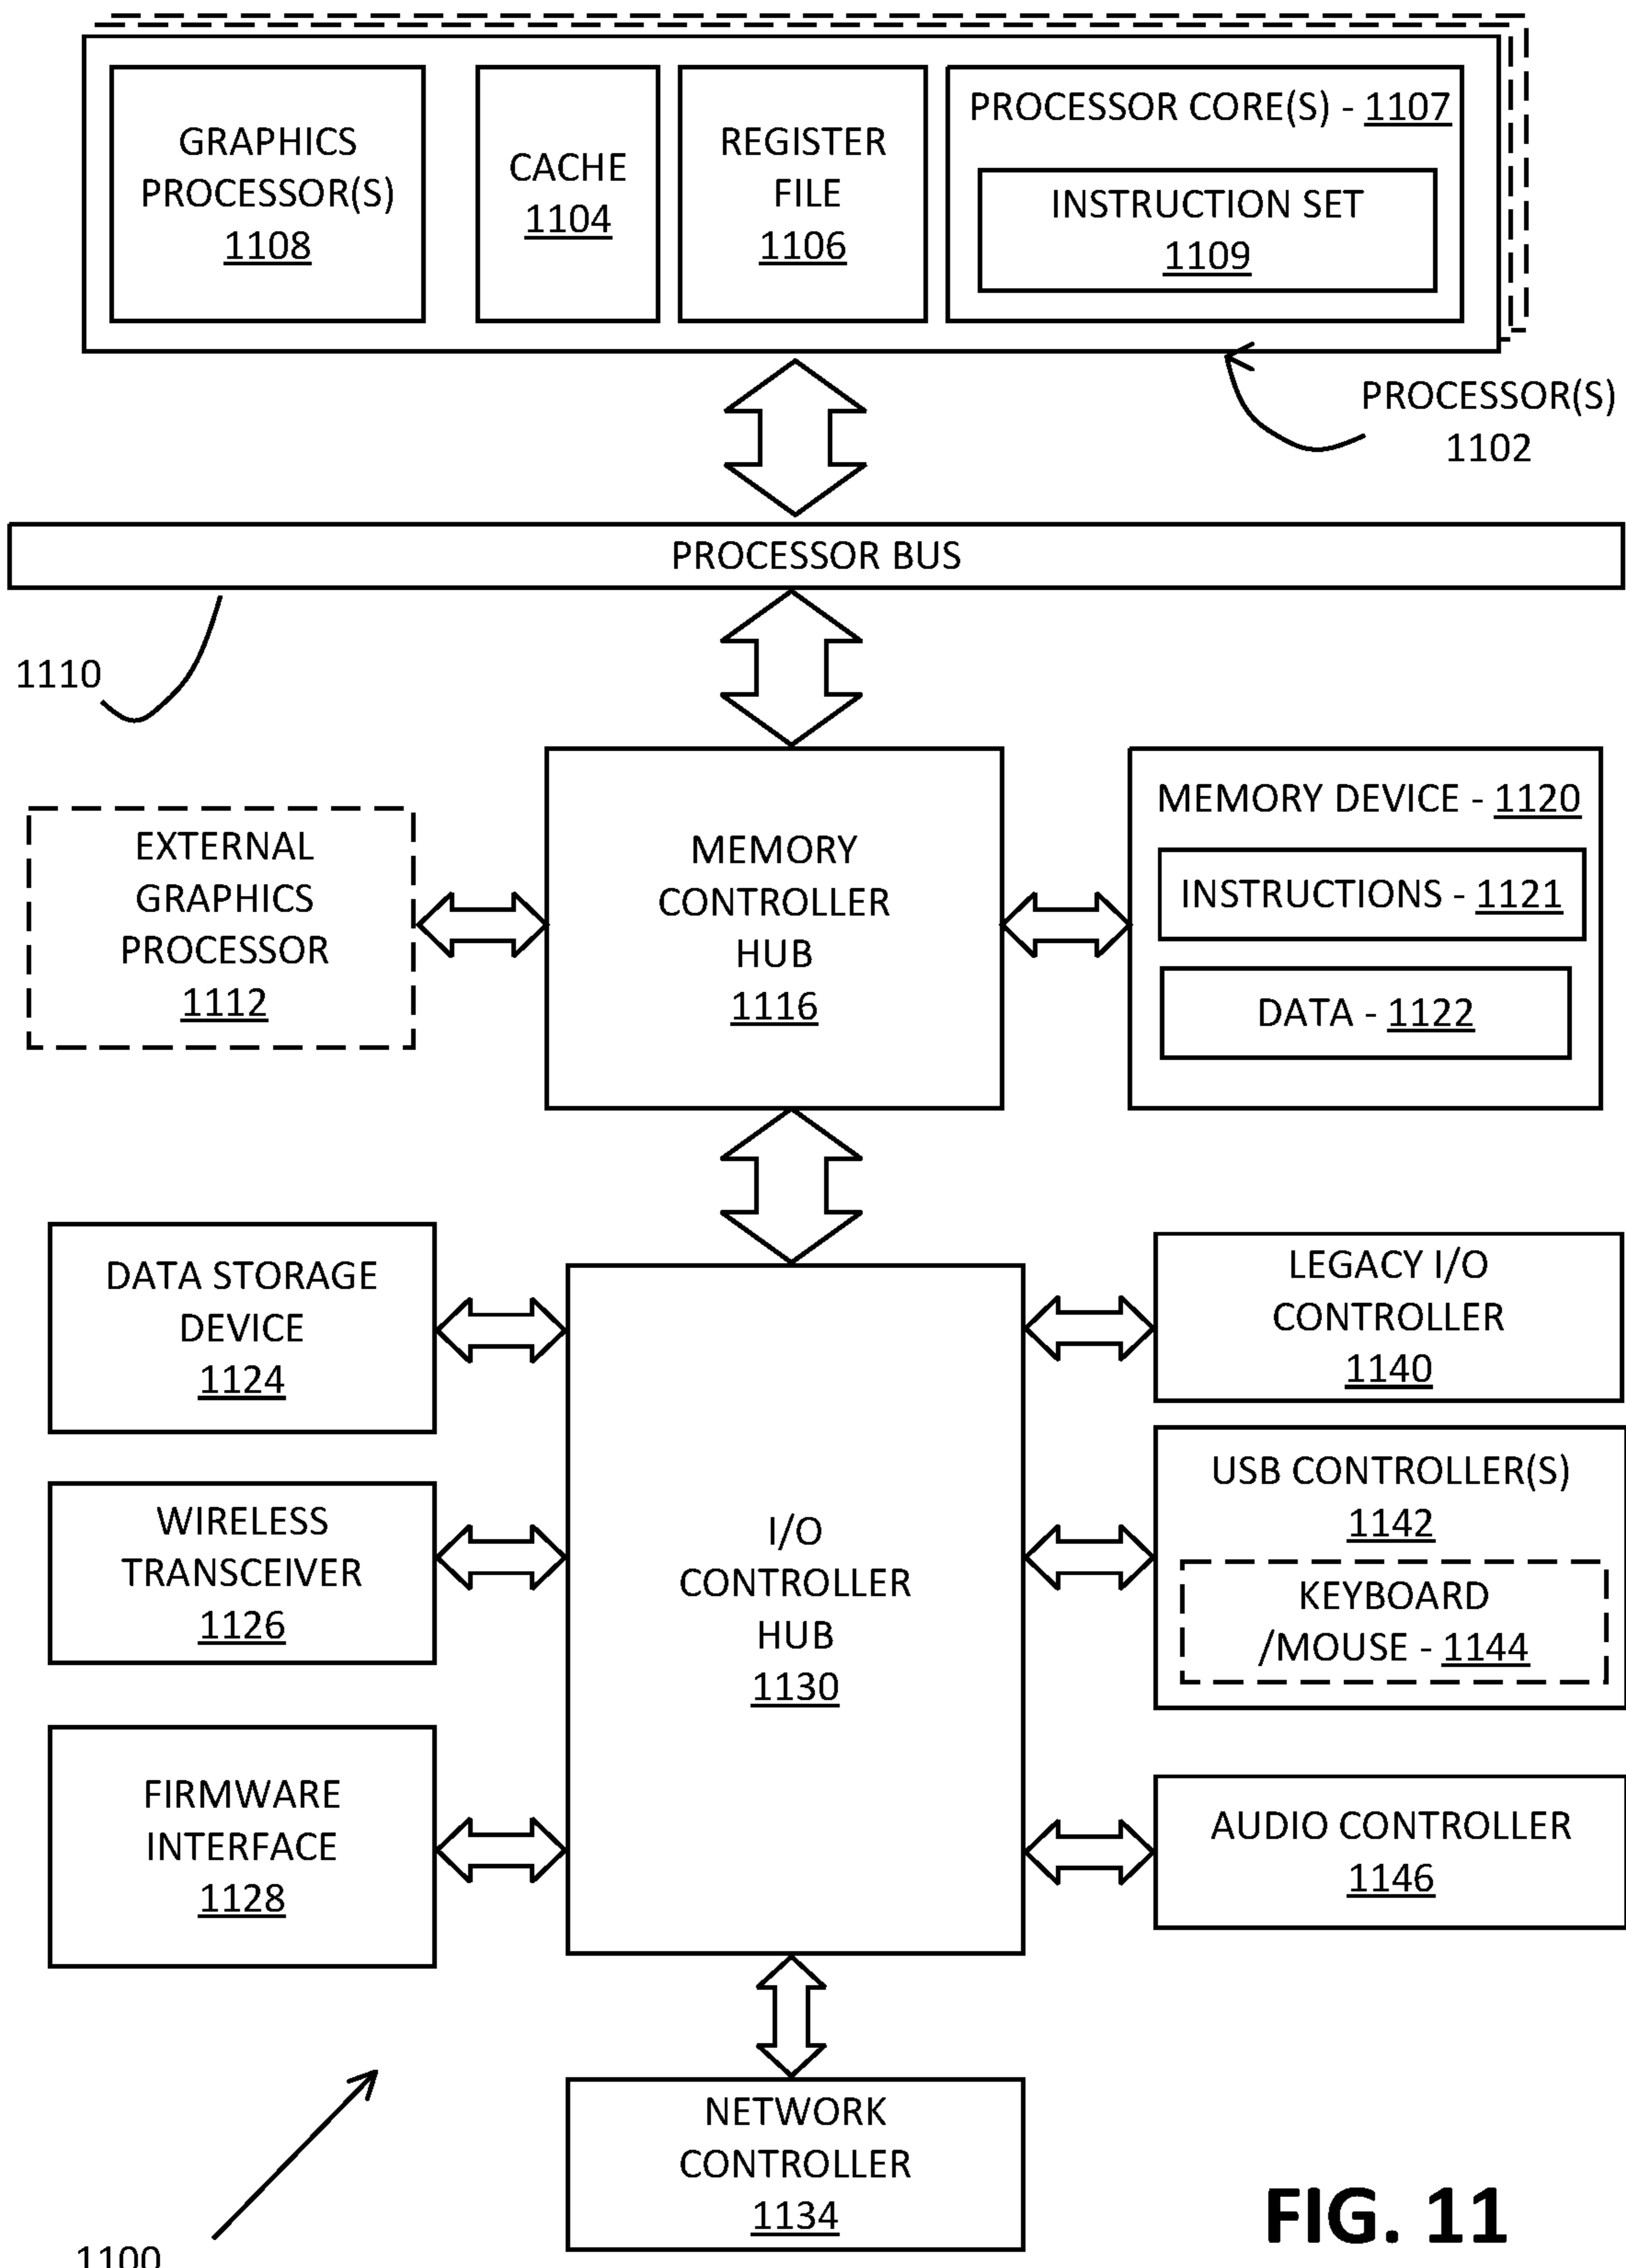 GRAPHICS
PROCESSOR(S)
1108
CACHE
1104
REGISTER
FILE
1106
PROCESSOR CORE(S) - 1107
INSTRUCTION SET
1109
PROCESSOR(S)
1102
PROCESSOR BUS
1110
EXTERNAL
GRAPHICS
PROCESSOR
1112
MEMORY
CONTROLLER
HUB
1116
MEMORY DEVICE - 1120
INSTRUCTIONS - 1121
DATA - 1122
DATA STORAGE
DEVICE
1124
WIRELESS
TRANSCEIVER
1126
FIRMWARE
INTERFACE
1128
I/O
CONTROLLER
HUB
1130
LEGACY I/O
CONTROLLER
1140
USB CONTROLLER(S)
1142
KEYBOARD
/MOUSE - 1144
AUDIO CONTROLLER
1146
NETWORK
CONTROLLER
1134
1100
FIG. 11